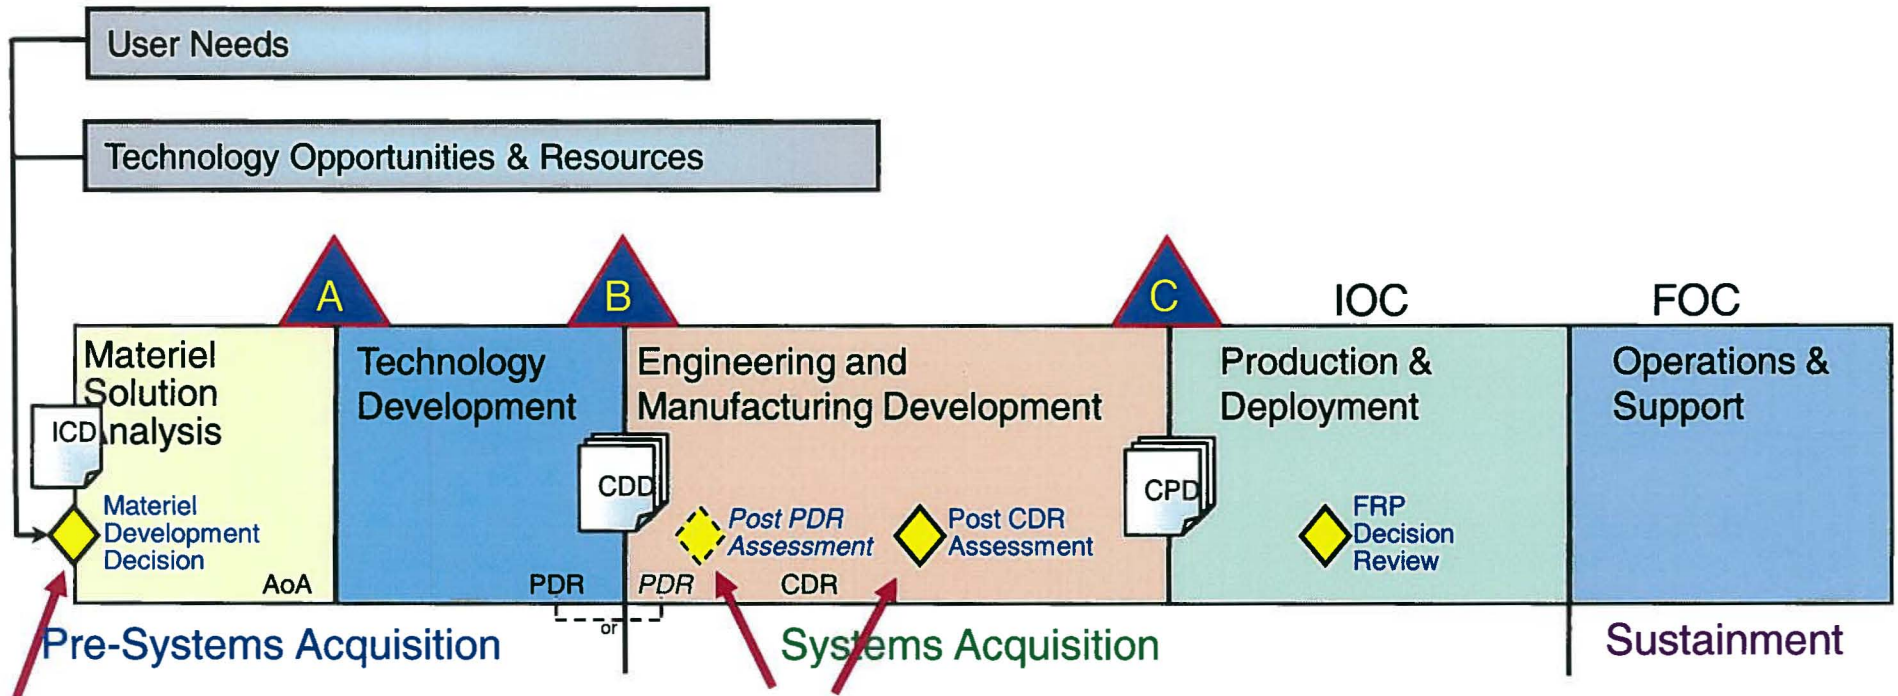 User Needs
Technology Opportunities & Resources
A
B
C
IOC
FOC
Materiel
Solution
Analysis
ICD
Materiel
Development
Decision
AoA
Technology
Development
CDD
PDR
Engineering and
Manufacturing Development
Post PDR
Assessment
Post CDR
Assessment
PDR
CDR
or
CPD
Production &
Deployment
FRP
Decision
Review
Operations &
Support
Pre-Systems Acquisition
Systems Acquisition
Sustainment